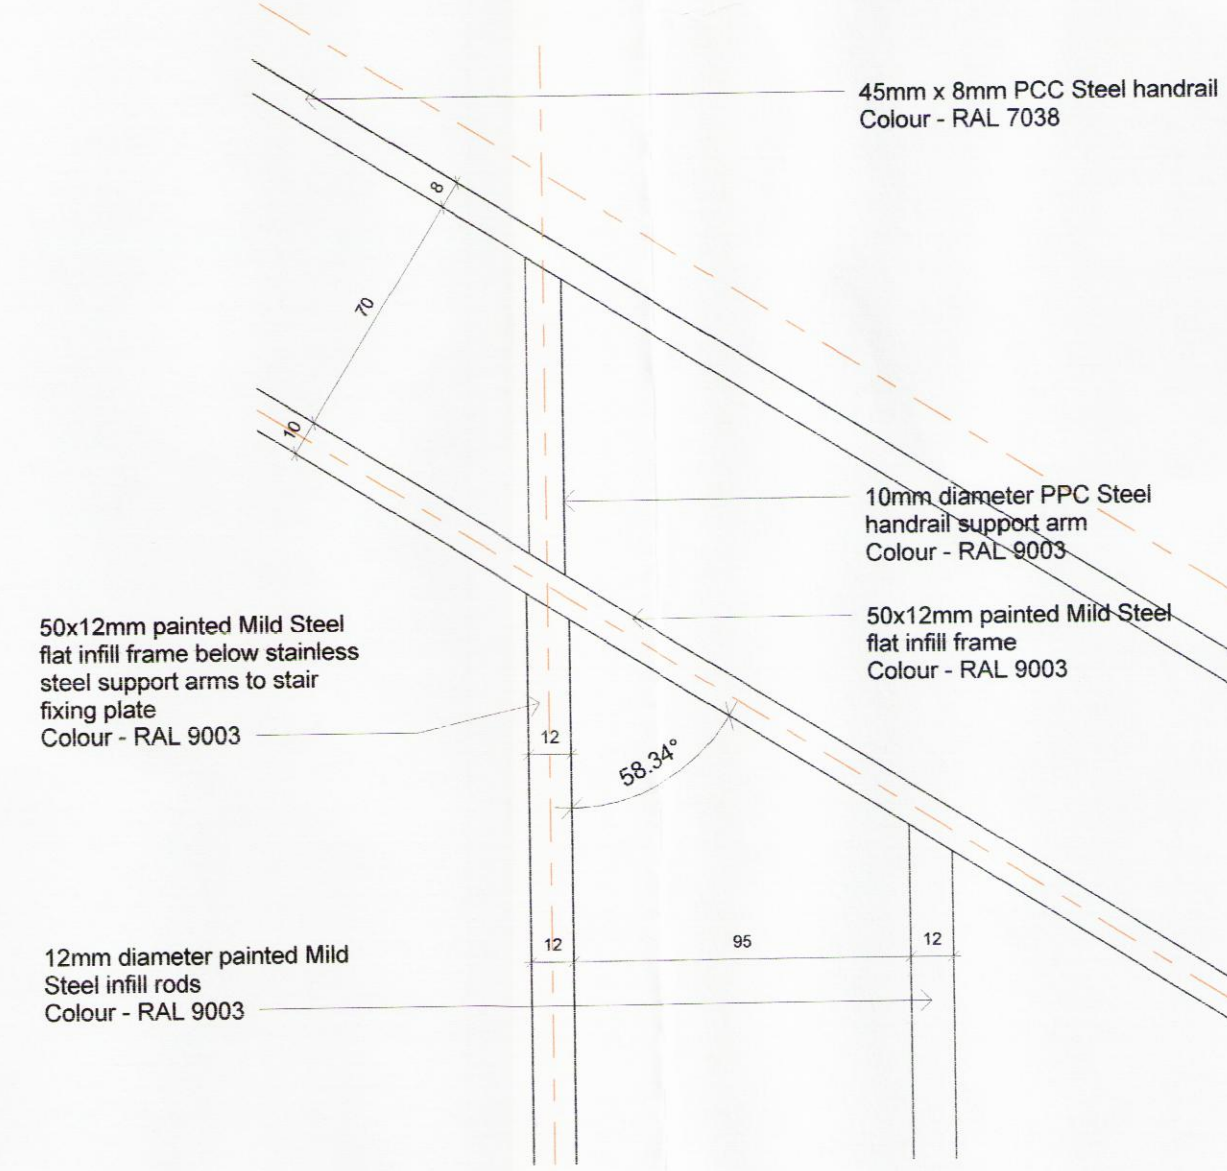 45mm x 8mm PCC Steel handrail
Colour - RAL 7038
8
70
10
10mm diameter PPC Steel
handrail support arm
Colour - RAL 9003
50x12mm painted Mild Steel
flat infill frame
Colour - RAL 9003
50x12mm painted Mild Steel
flat infill frame below stainless
steel support arms to stair
fixing plate
Colour - RAL 9003
12
58.34°
12
95
12
12mm diameter painted Mild
Steel infill rods
Colour - RAL 9003